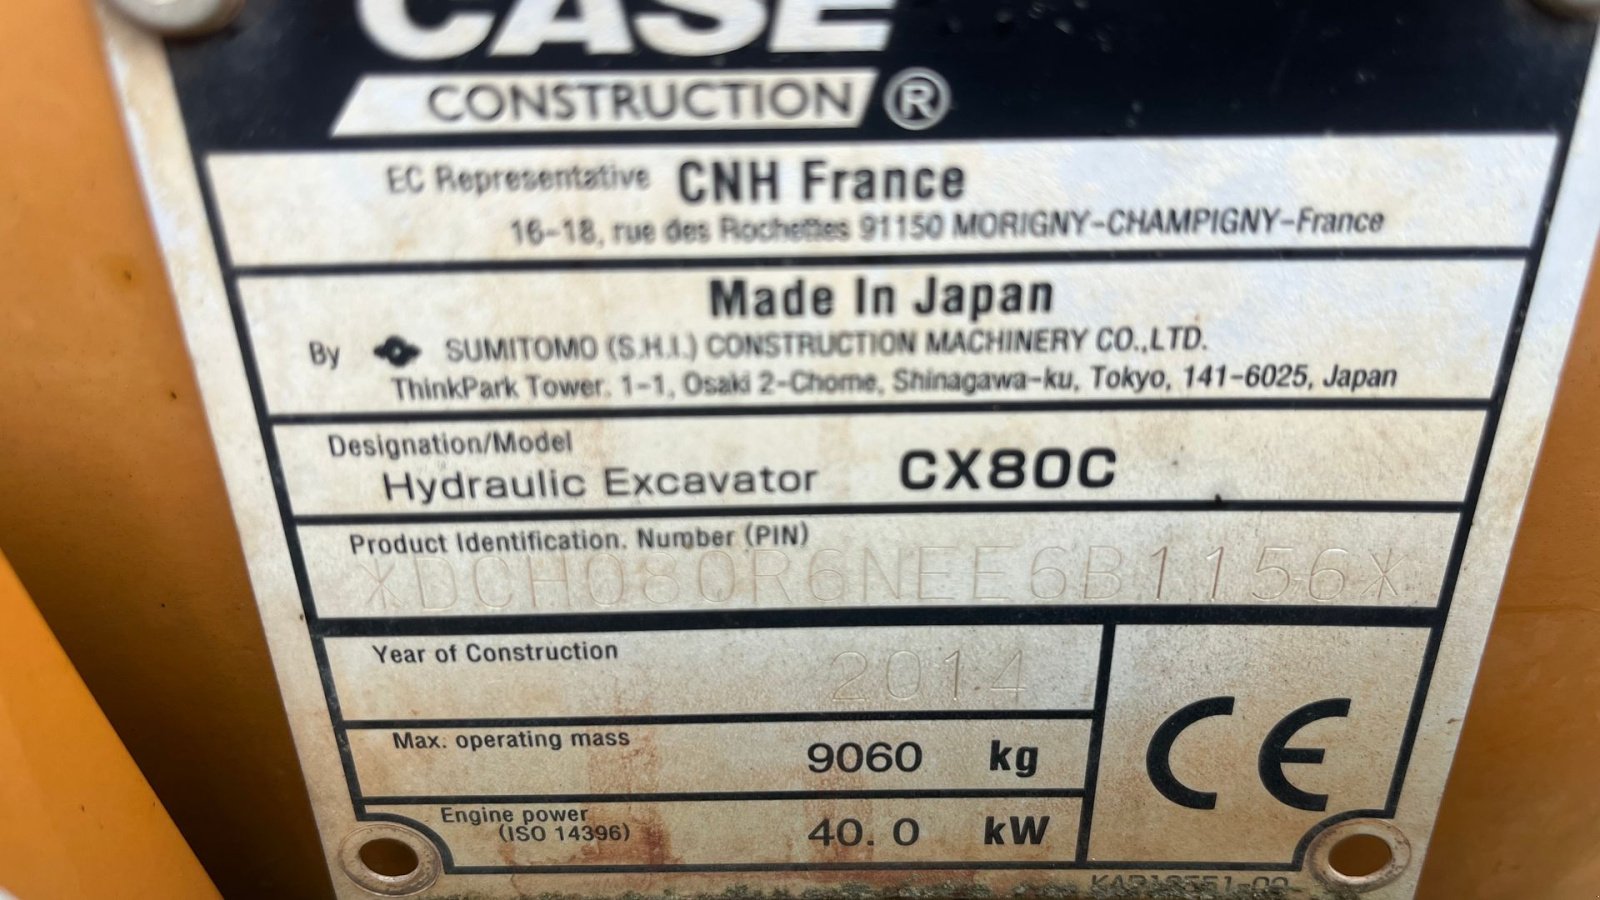 CASE
CONSTRUCTION ®
EC Representative CNH France
16-18, rue des Rochettes 91150 MORIGNY-CHAMPIGNY-France
Made In Japan
By SUMITOMO (S.H.I.) CONSTRUCTION MACHINERY CO.,LTD.
ThinkPark Tower. 1-1, Osaki 2-Chome, Shinagawa-ku, Tokyo, 141-6025, Japan
Designation/Model
Hydraulic Excavator CX80C
Product Identification. Number (PIN)
*DCH080R6NEE6B1156*
Year of Construction 2014
Max. operating mass 9060 kg
Engine power
(ISO 14396) 40.0 kW
CE